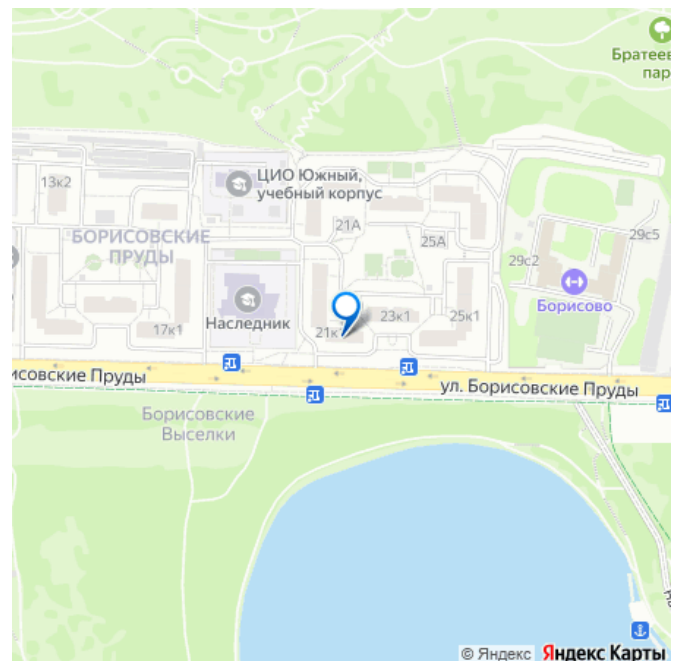 Братеев
пар
ЦИО Южный,
учебный корпус
13к2
21А
БОРИСОВСКИЕ
ПРУДЫ
25А
29с5
29с2
Борисово
Наследник
17к1
21к
23к1
25к1
исовские Пруды
ул. Борисовские Пруды
Борисовские
Выселки
© Яндекс Яндекс Карты